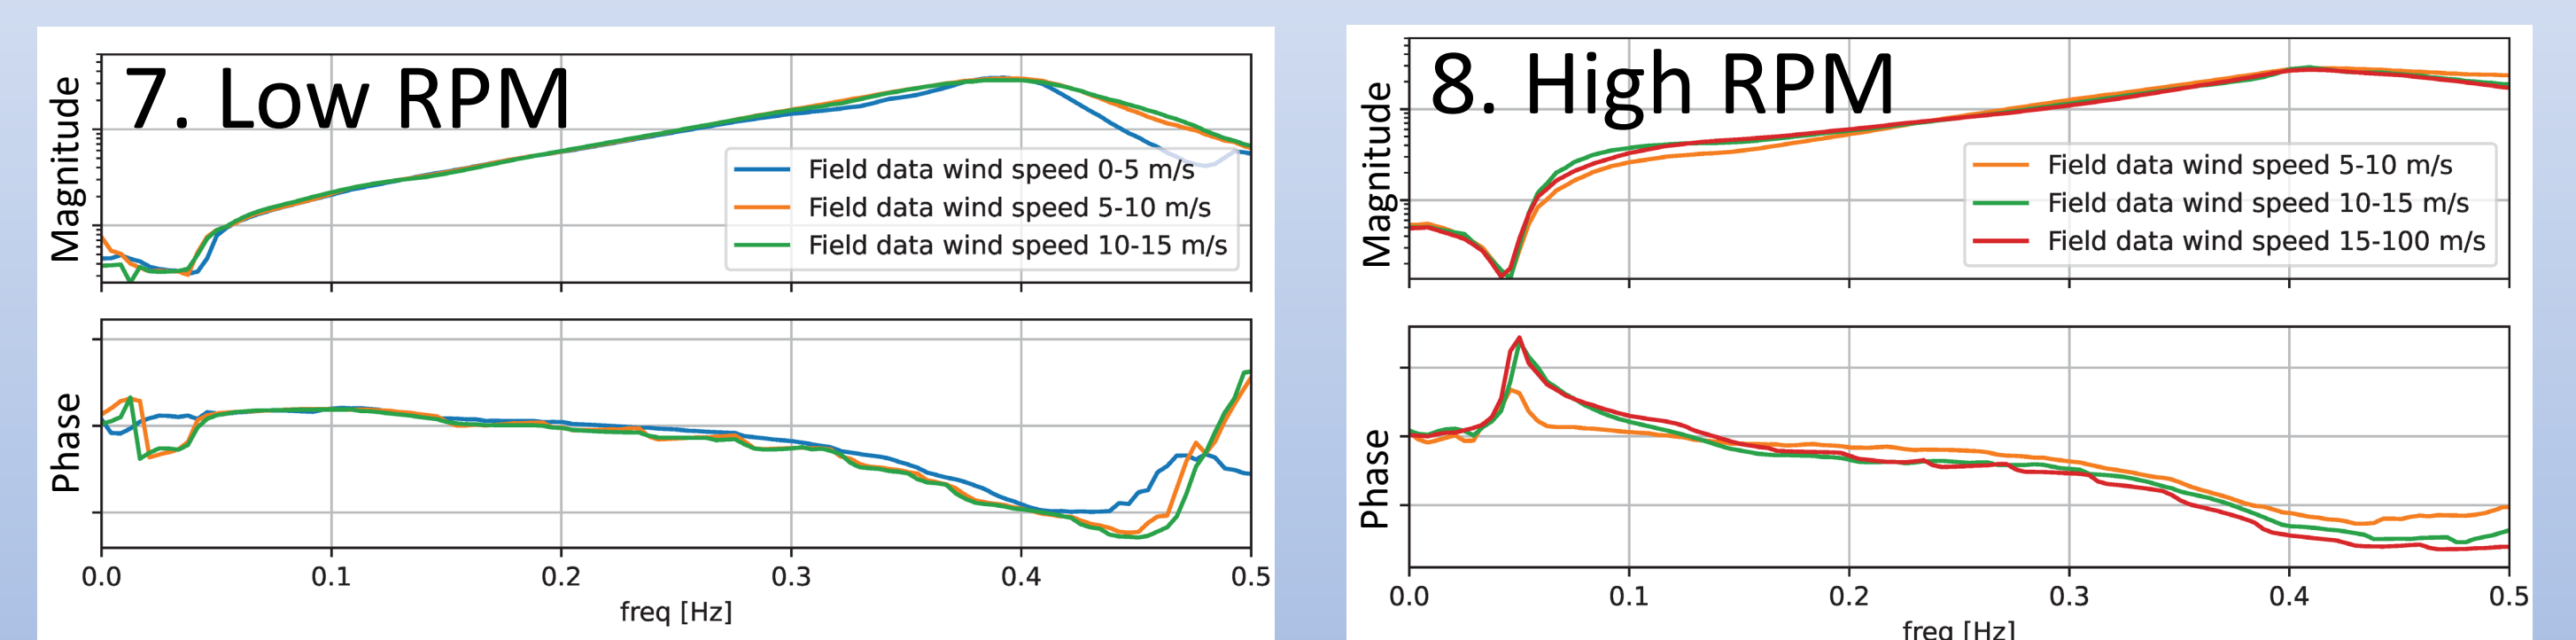 7. Low RPM
Magnitude
Field data wind speed 0-5 m/s
Field data wind speed 5-10 m/s
Field data wind speed 10-15 m/s
Phase
0.0 0.1 0.2 0.3 0.4 0.5
freq [Hz]
8. High RPM
Magnitude
Field data wind speed 5-10 m/s
Field data wind speed 10-15 m/s
Field data wind speed 15-100 m/s
Phase
0.0 0.1 0.2 0.3 0.4 0.5
freq [Hz]